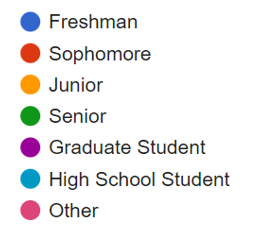 Freshman
Sophomore
Junior
Senior
Graduate Student
High School Student
Other